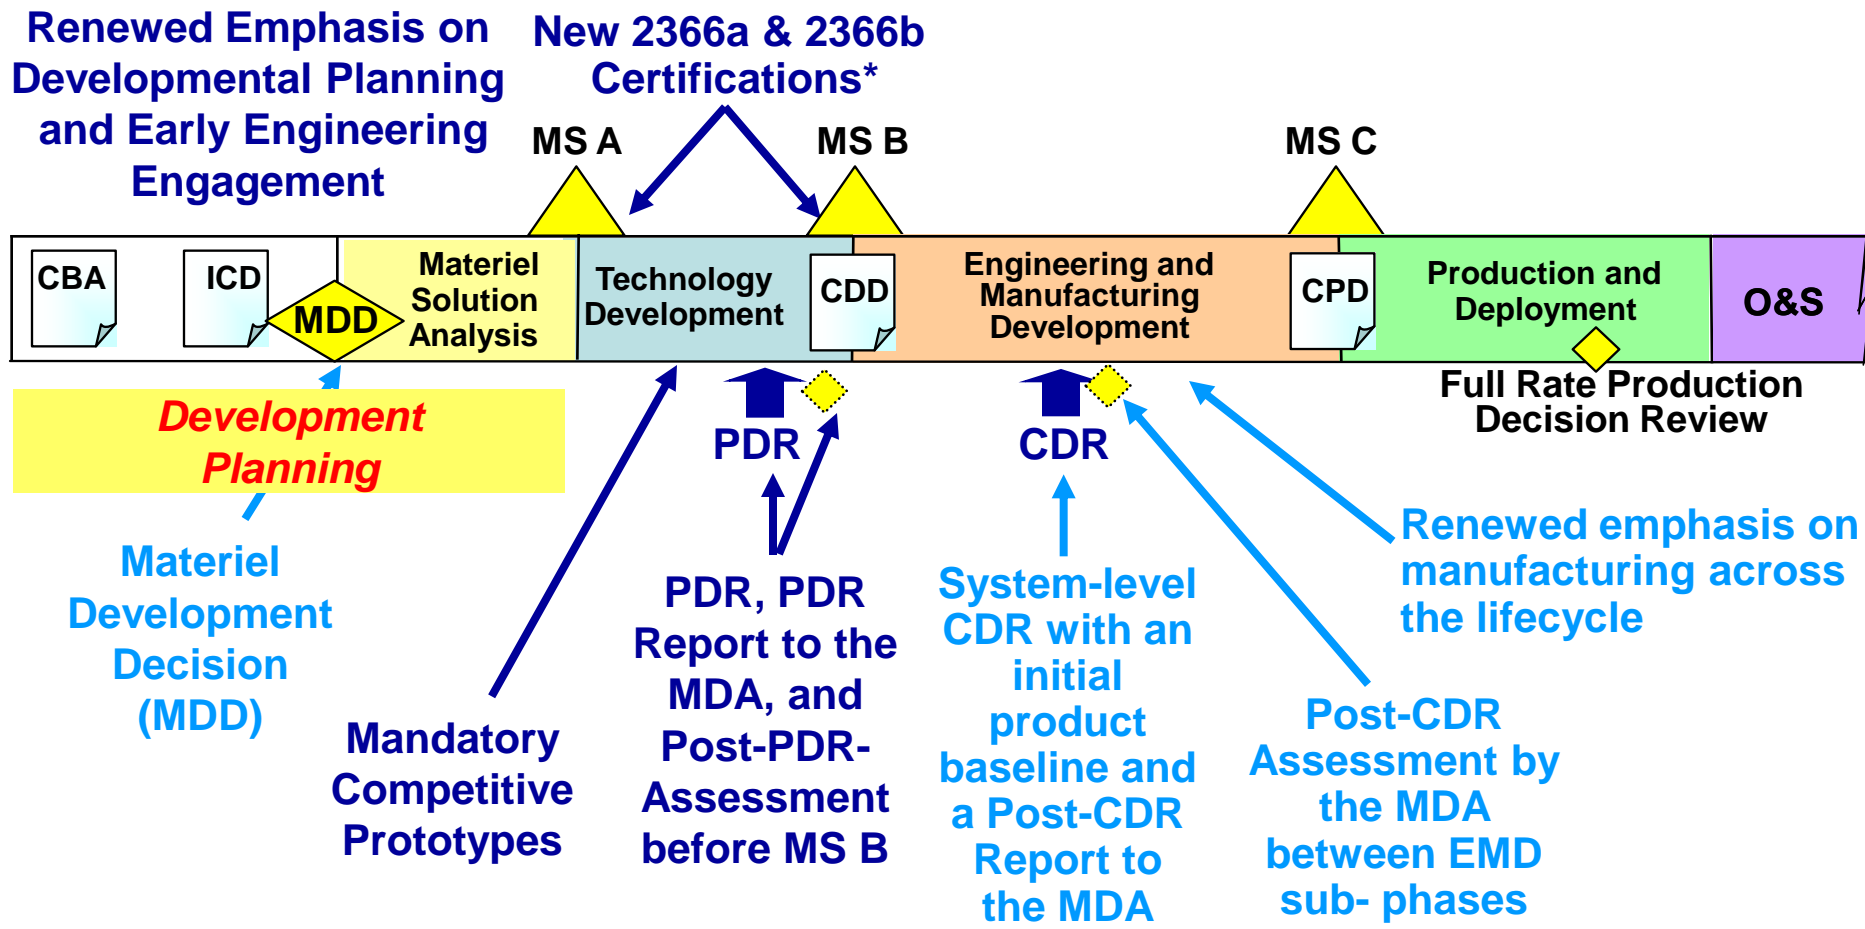 Renewed Emphasis on
Developmental Planning
and Early Engineering
Engagement
New 2366a & 2366b
Certifications*
MS A
MS B
MS C
CBA
ICD
MDD
Materiel
Solution
Analysis
Technology
Development
CDD
Engineering and
Manufacturing
Development
CPD
Production and
Deployment
O&S
Full Rate Production
Decision Review
Development
Planning
PDR
CDR
Materiel
Development
Decision
(MDD)
Mandatory
Competitive
Prototypes
PDR, PDR
Report to the
MDA, and
Post-PDR-
Assessment
before MS B
System-level
CDR with an
initial
product
baseline and
a Post-CDR
Report to
the MDA
Post-CDR
Assessment by
the MDA
between EMD
sub- phases
Renewed emphasis on
manufacturing across
the lifecycle